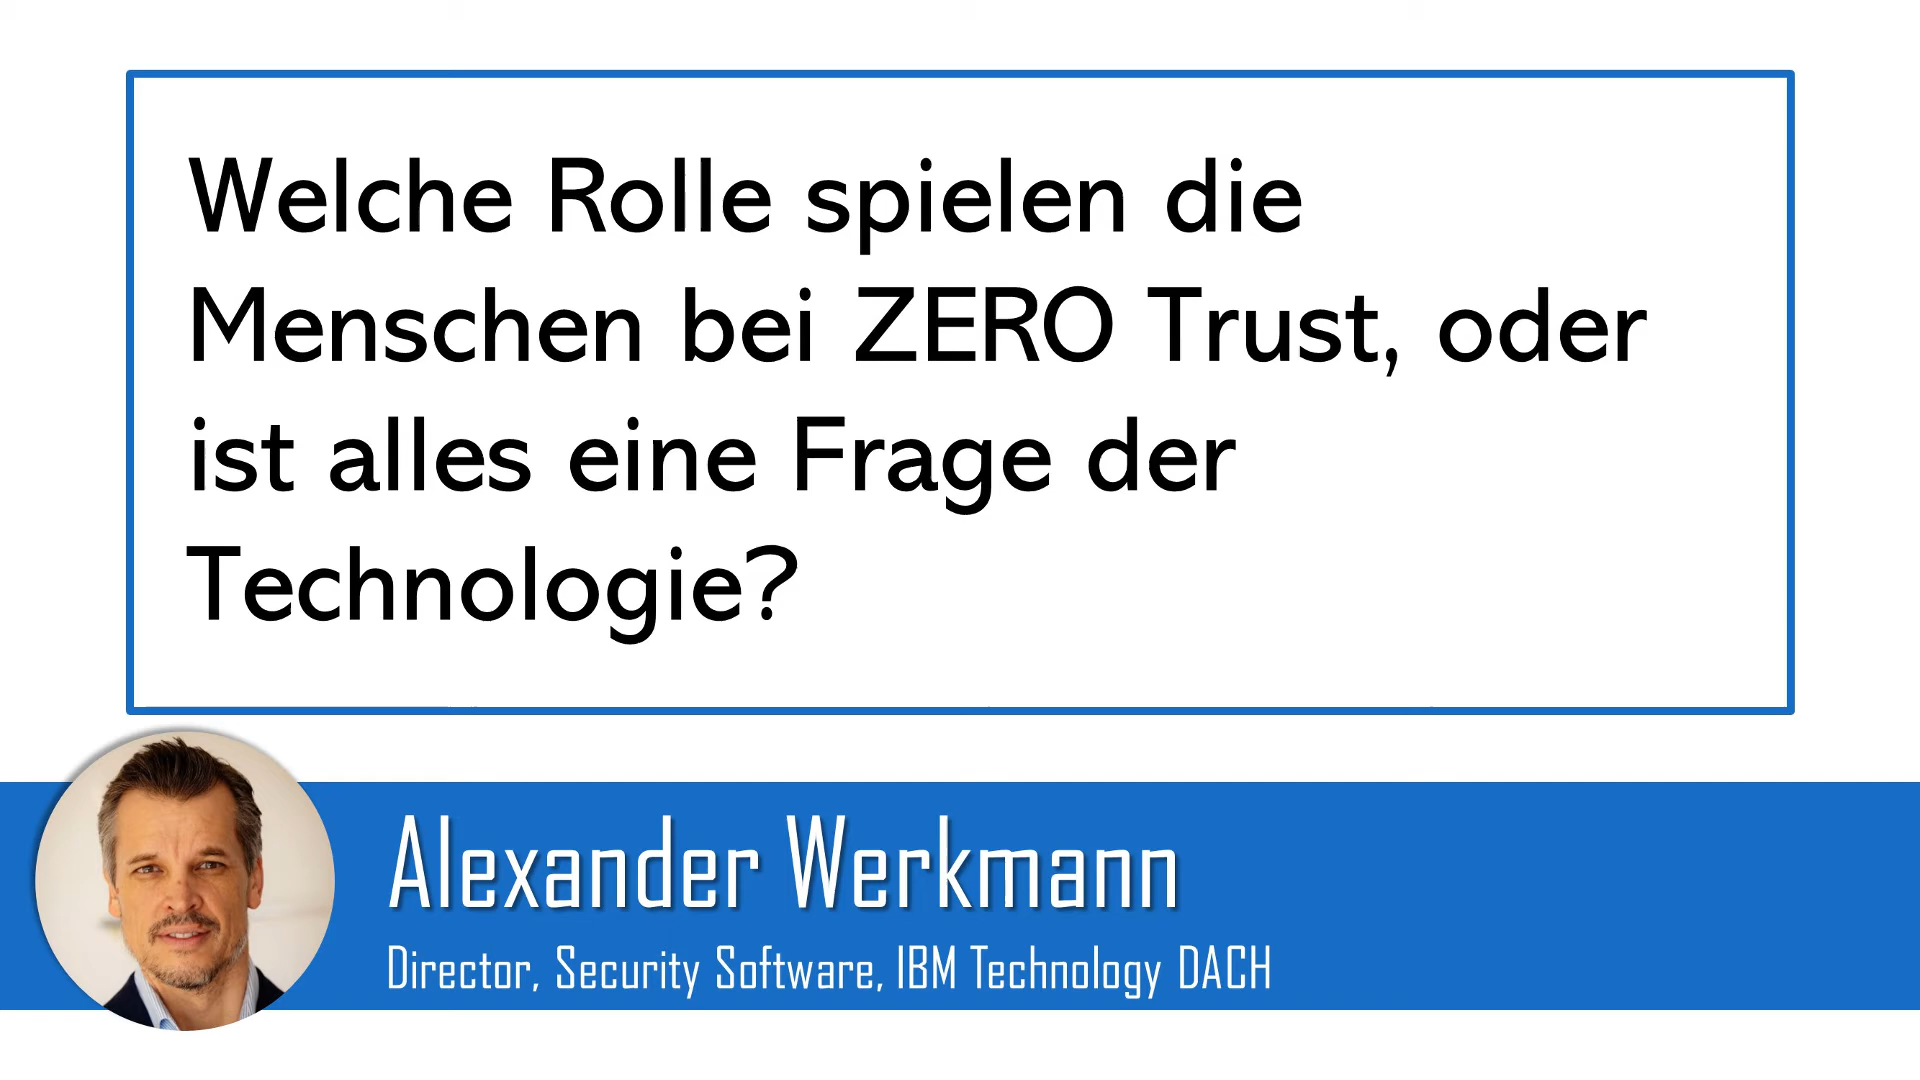 Welche Rolle spielen die
Menschen bei ZERO Trust, oder
ist alles eine Frage der
Technologie?
Alexander Werkmann
Director, Security Software, IBM Technology DACH